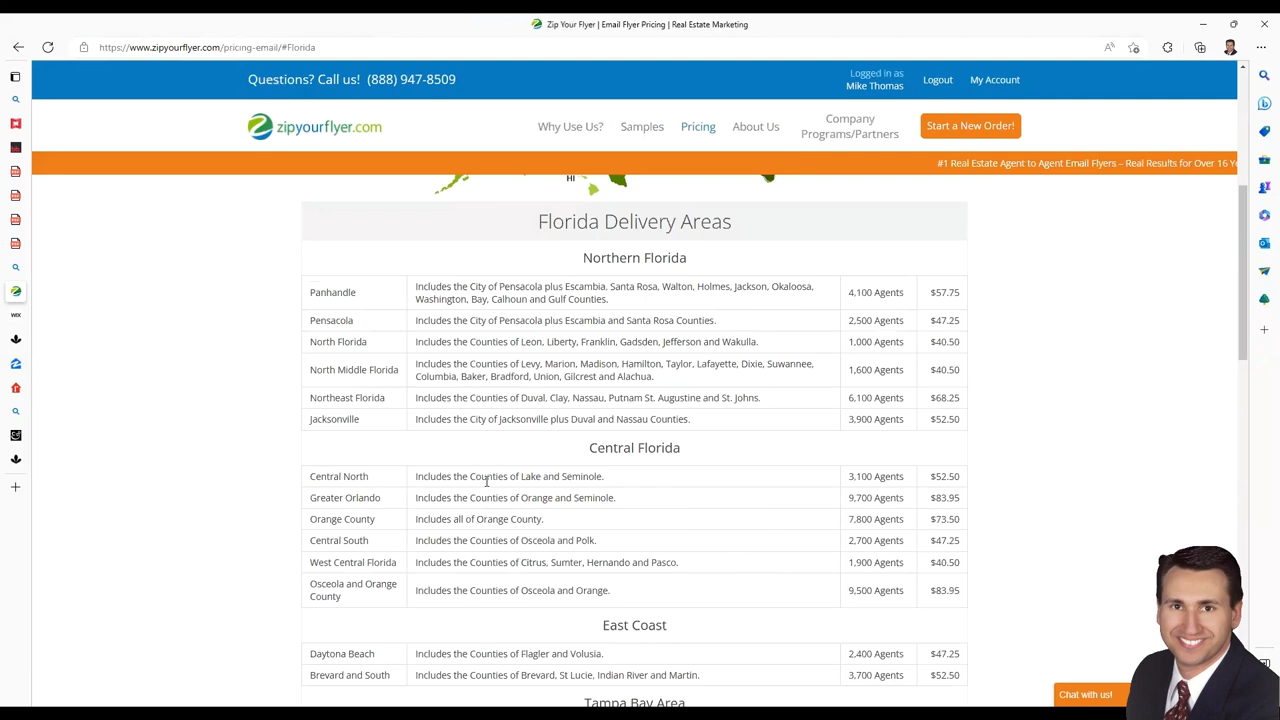 Zip Your Flyer | Email Flyer Pricing | Real Estate Marketing
https://www.zipyourflyer.com/pricing-email/#Florida
Questions? Call us! (888) 947-8509
Logged in as
Mike Thomas
Logout
My Account
zipyourflyer.com
Why Use Us?
Samples
Pricing
About Us
Company
Programs/Partners
Start a New Order!
#1 Real Estate Agent to Agent Email Flyers – Real Results for Over 16 Ye
HI
Florida Delivery Areas
Northern Florida
Panhandle
Includes the City of Pensacola plus Escambia, Santa Rosa, Walton, Holmes, Jackson, Okaloosa,
Washington, Bay, Calhoun and Gulf Counties.
4,100 Agents $57.75
Pensacola Includes the City of Pensacola plus Escambia and Santa Rosa Counties. 2,500 Agents $47.25
North Florida Includes the Counties of Leon, Liberty, Franklin, Gadsden, Jefferson and Wakulla. 1,000 Agents $40.50
North Middle Florida
Includes the Counties of Levy, Marion, Madison, Hamilton, Taylor, Lafayette, Dixie, Suwannee,
Columbia, Baker, Bradford, Union, Gilcrest and Alachua.
1,600 Agents $40.50
Northeast Florida Includes the Counties of Duval, Clay, Nassau, Putnam St. Augustine and St. Johns. 6,100 Agents $68.25
Jacksonville Includes the City of Jacksonville plus Duval and Nassau Counties. 3,900 Agents $52.50
Central Florida
Central North Includes the Counties of Lake and Seminole. 3,100 Agents $52.50
Greater Orlando Includes the Counties of Orange and Seminole. 9,700 Agents $83.95
Orange County Includes all of Orange County. 7,800 Agents $73.50
Central South Includes the Counties of Osceola and Polk. 2,700 Agents $47.25
West Central Florida Includes the Counties of Citrus, Sumter, Hernando and Pasco. 1,900 Agents $40.50
Osceola and Orange
County
Includes the Counties of Osceola and Orange. 9,500 Agents $83.95
East Coast
Daytona Beach Includes the Counties of Flagler and Volusia. 2,400 Agents $47.25
Brevard and South Includes the Counties of Brevard, St Lucie, Indian River and Martin. 3,700 Agents $52.50
Tampa Bay Area
Chat with us!